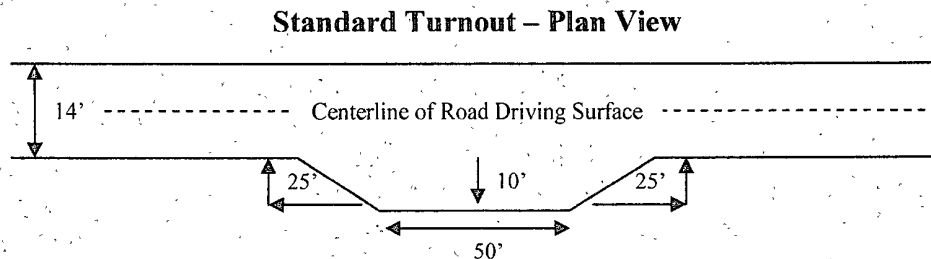 Standard Turnout – Plan View
14'
Centerline of Road Driving Surface
25'
10'
25'
50'